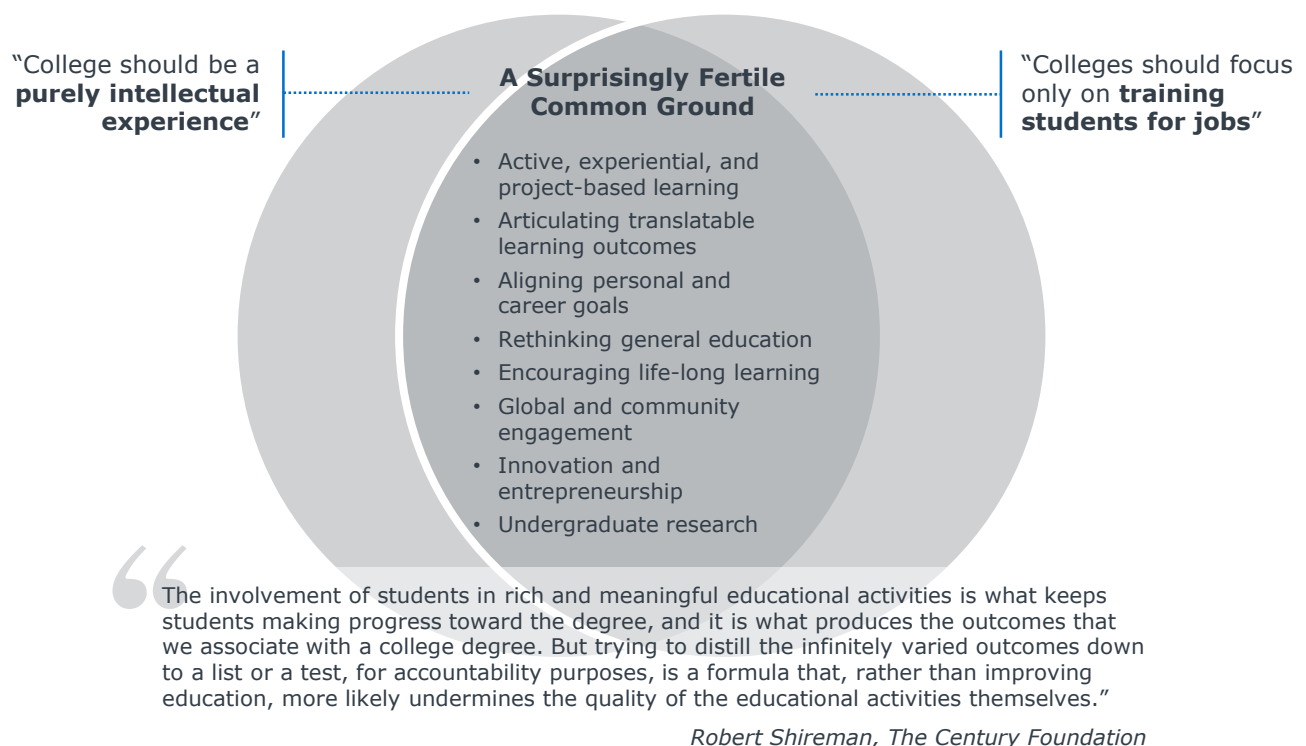 “College should be a
purely intellectual
experience”
A Surprisingly Fertile
Common Ground
“Colleges should focus
only on training
students for jobs”
• Active, experiential, and
project-based learning
• Articulating translatable
learning outcomes
• Aligning personal and
career goals
• Rethinking general education
• Encouraging life-long learning
• Global and community
engagement
• Innovation and
entrepreneurship
• Undergraduate research
“
The involvement of students in rich and meaningful educational activities is what keeps
students making progress toward the degree, and it is what produces the outcomes that
we associate with a college degree. But trying to distill the infinitely varied outcomes down
to a list or a test, for accountability purposes, is a formula that, rather than improving
education, more likely undermines the quality of the educational activities themselves.”
Robert Shireman, The Century Foundation